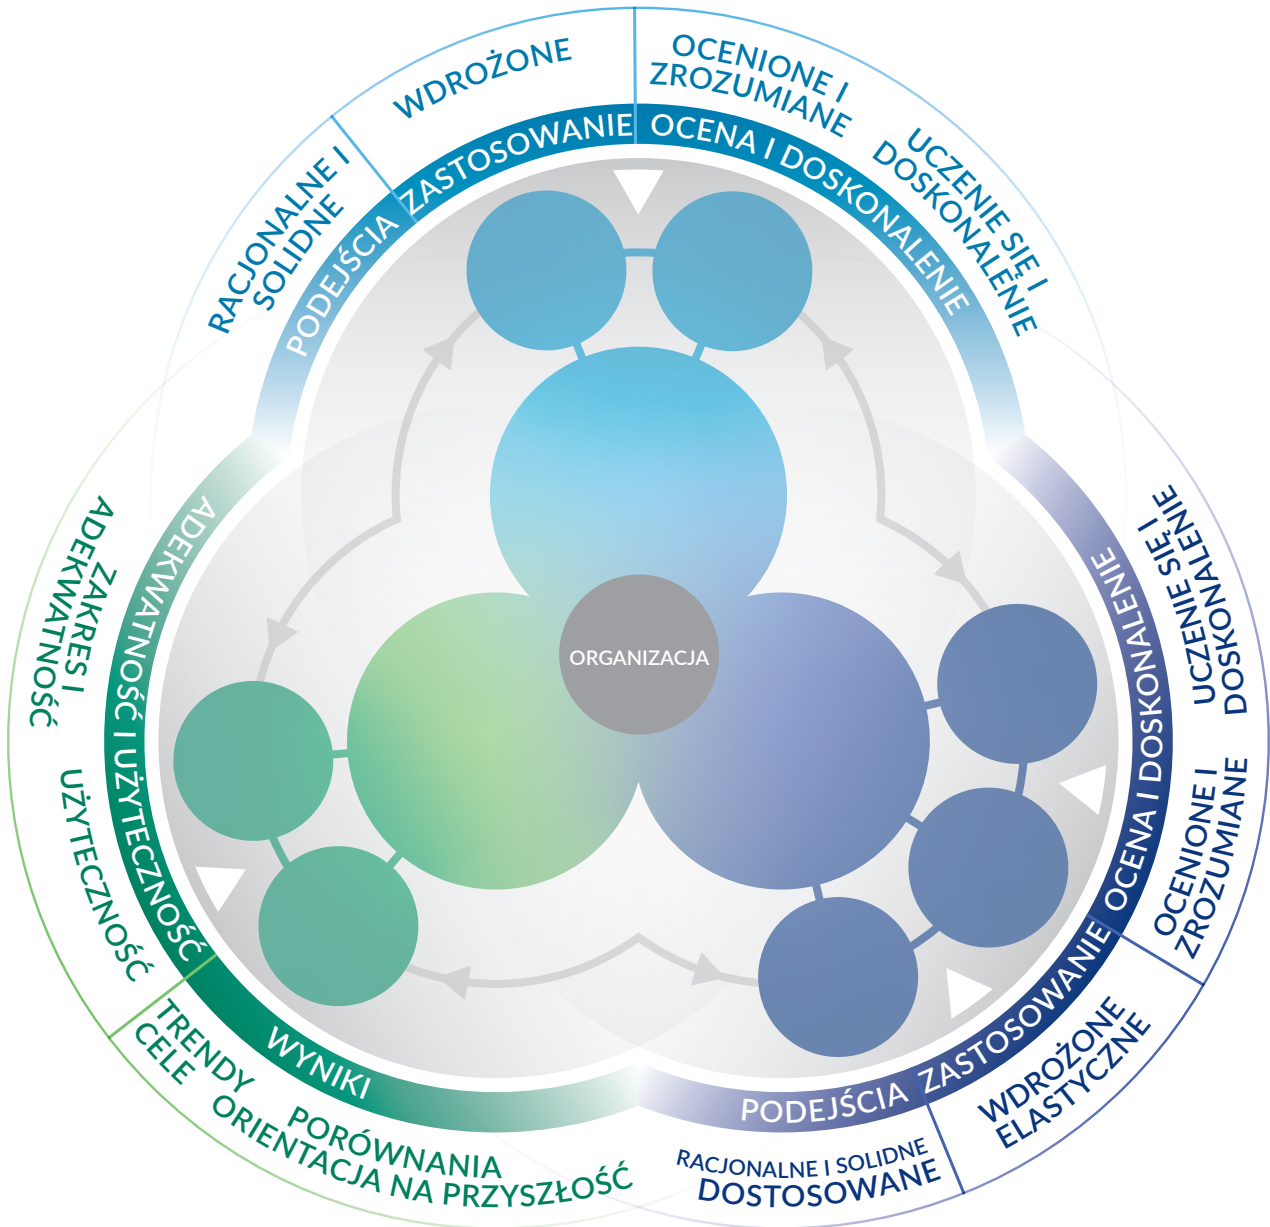 WDROŻONE
OCENIONE I
ZROZUMIANE
UCZENIE SIĘ I
DOSKONALENIE
RACJONALNE I
SOLIDNE
PODEJŚCIA
ZASTOSOWANIE
OCENA I DOSKONALENIE
ADEKWATNOŚĆ I UŻYTECZNOŚĆ
ZAKRES I
ADEKWATNOŚĆ
UŻYTECZNOŚĆ
ORGANIZACJA
UCZENIE SIĘ I
DOSKONALENIE
OCENA I DOSKONALENIE
OCENIONE I
ZROZUMIANE
WYNIKI
TRENDY
CELE
PORÓWNANIA
ORIENTACJA NA PRZYSZŁOŚĆ
PODEJŚCIA
ZASTOSOWANIE
WDROŻONE
ELASTYCZNE
RACJONALNE I SOLIDNE
DOSTOSOWANE